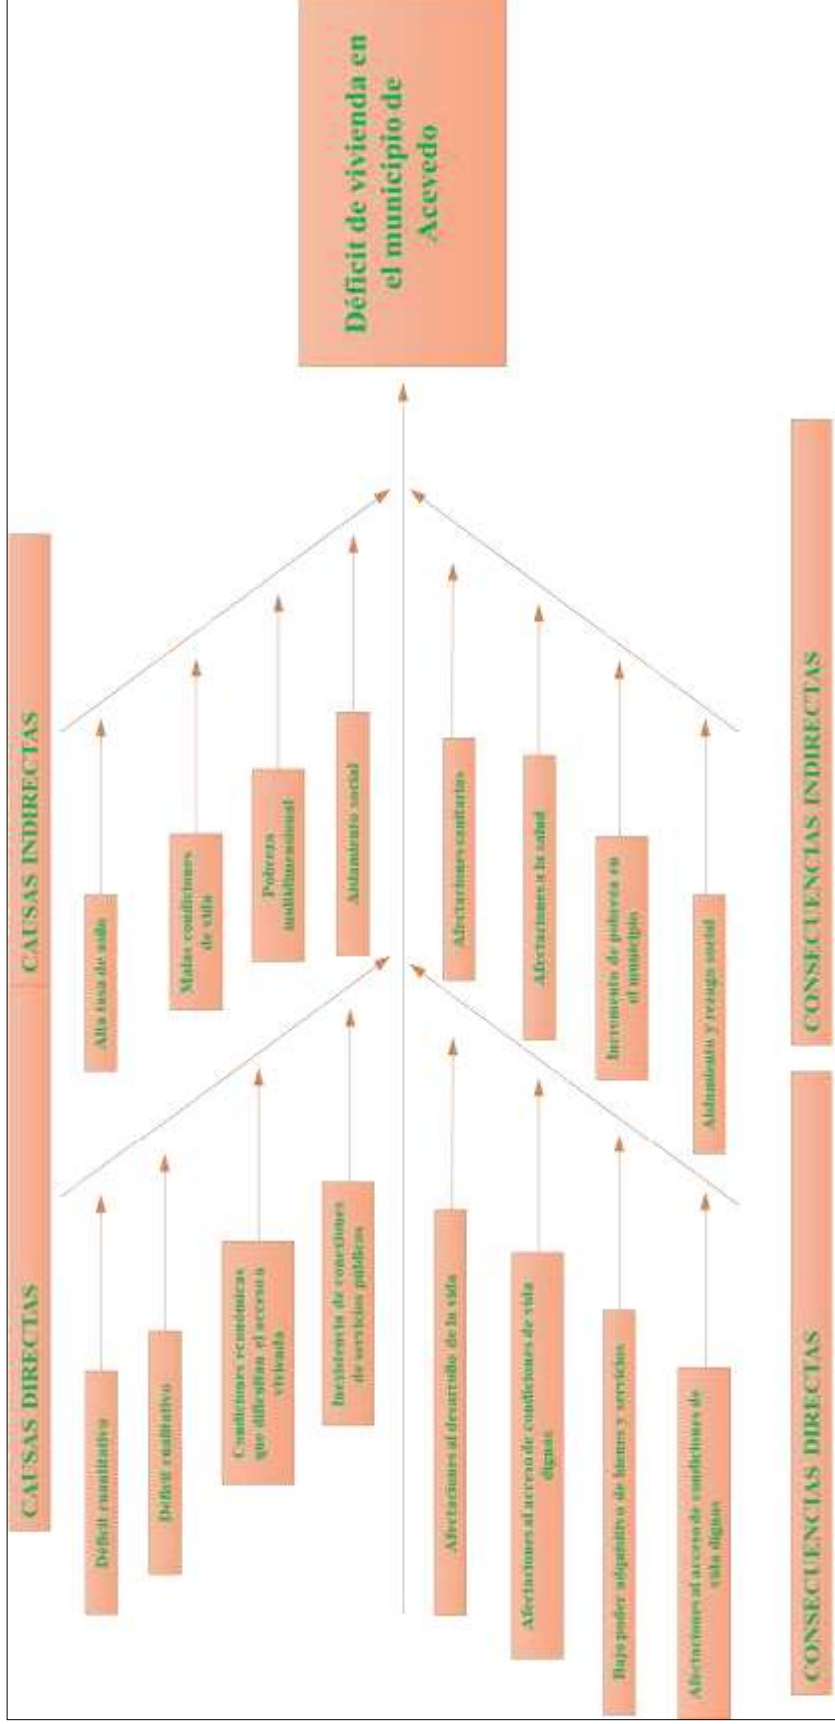 CAUSAS DIRECTAS
CAUSAS INDIRECTAS
Déficit cuantitativo
Déficit cualitativo
Condiciones económicas
que dificultan el acceso a
vivienda
Inexistencia de conexiones
de servicios públicas
Alta tasa de
Malas condiciones
de vida
Pobreza
multidimensional
Aislamiento social
Déficit de vivienda en
el municipio de
Acevedo
Afectaciones al desarrollo de la vida
Afectaciones al acceso de condiciones de vida
dignas
Bajo poder adquisitivo de bienes y servicios
Afectaciones al acceso de condiciones de
vida dignas
Afectaciones sanitarias
Afectaciones a la salud
Incremento de pobreza en
el municipio
Aislamiento y rezago social
CONSECUENCIAS DIRECTAS
CONSECUENCIAS INDIRECTAS